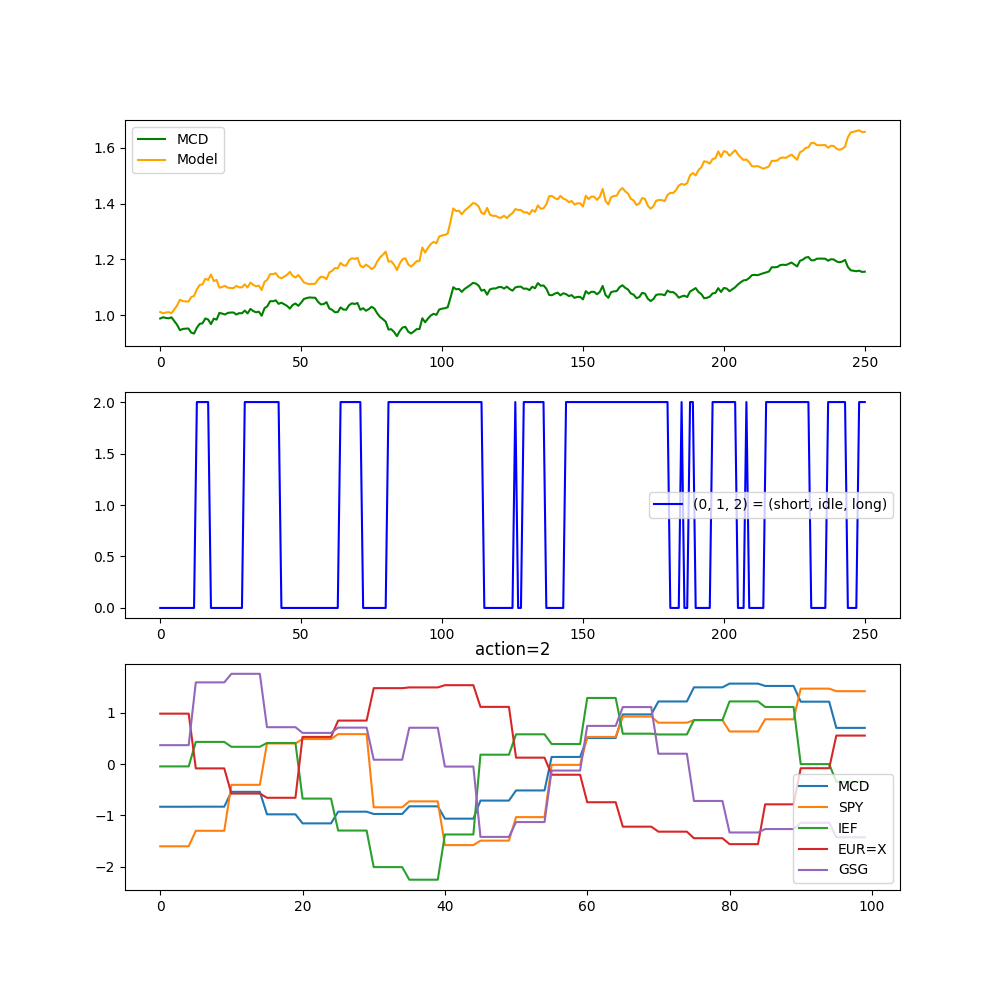 MCD
Model
1.6
1.4
1.2
1.0
0 50 100 150 200 250
2.0
1.5
1.0
0.5
0.0
(0, 1, 2) = (short, idle, long)
0 50 100 150 200 250
action=2
1
0
−1
−2
MCD
SPY
IEF
EUR=X
GSG
0 20 40 60 80 100